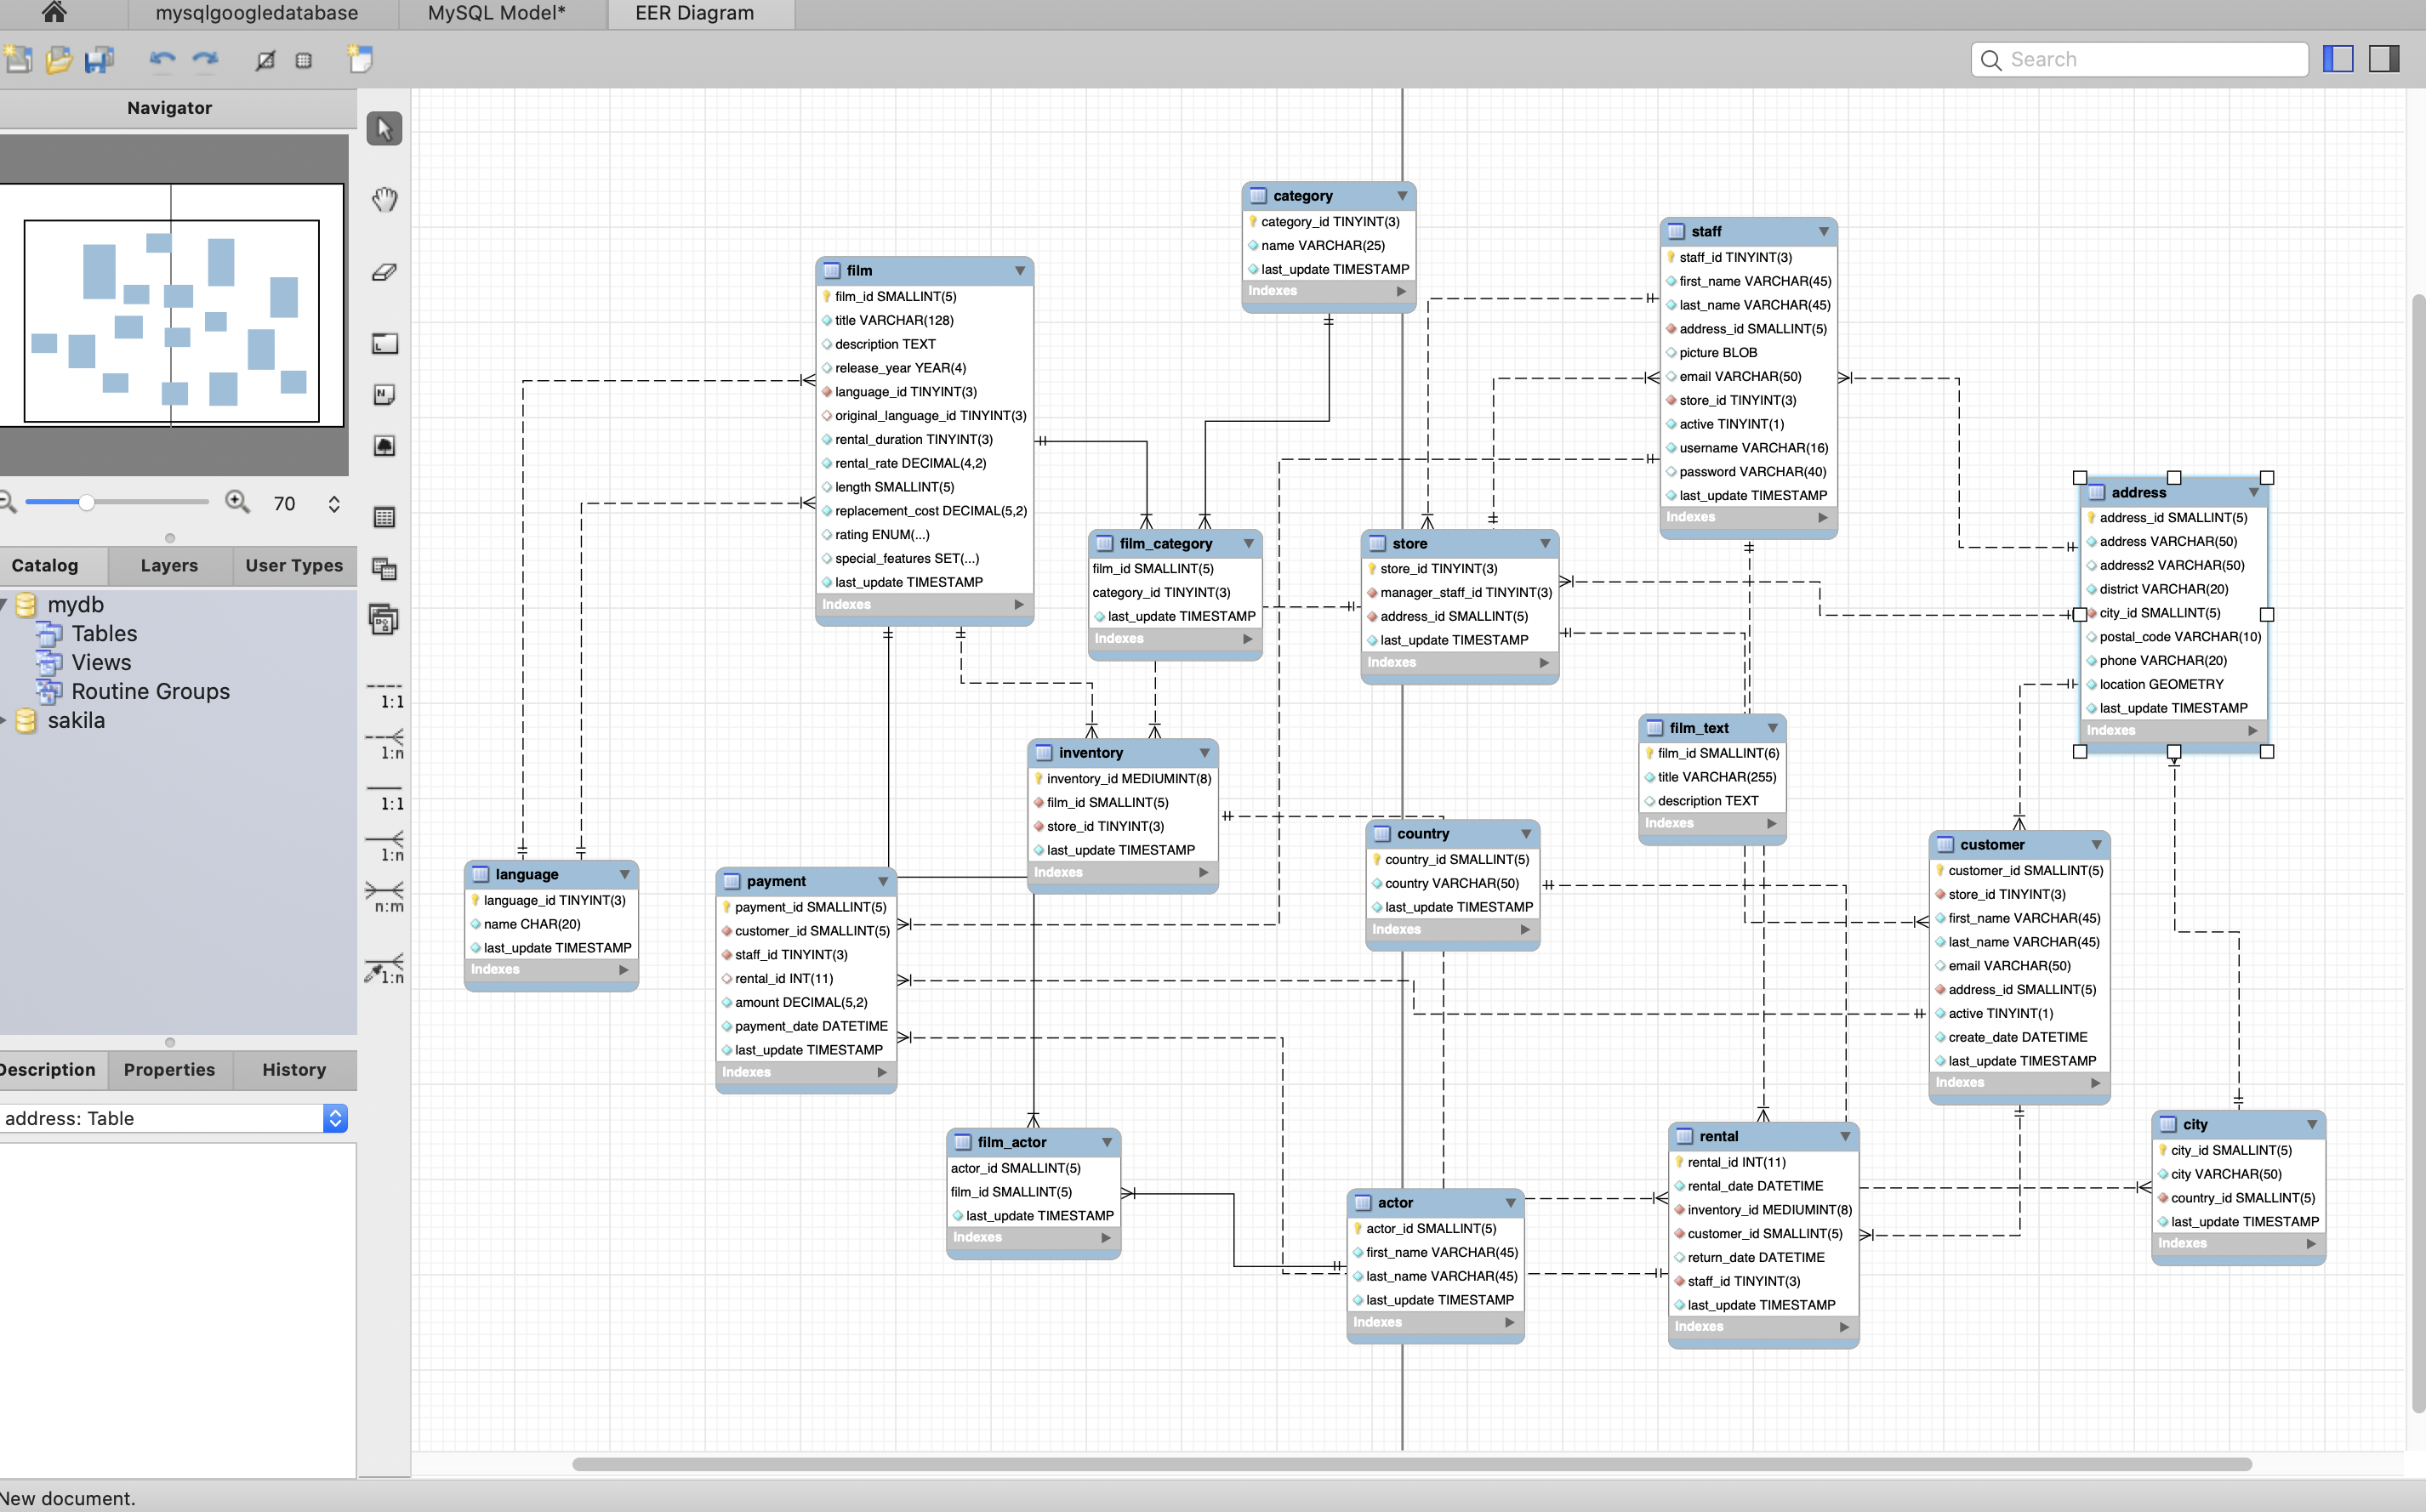 mysqlgoogledatabase
MySQL Model*
EER Diagram
Search
Navigator
70
Catalog
Layers
User Types
mydb
Tables
Views
Routine Groups
sakila
Description
Properties
History
address: Table
New document.
1:1
1:n
1:1
1:n
n:m
1:n
category
category_id TINYINT(3)
name VARCHAR(25)
last_update TIMESTAMP
Indexes
staff
staff_id TINYINT(3)
first_name VARCHAR(45)
last_name VARCHAR(45)
address_id SMALLINT(5)
picture BLOB
email VARCHAR(50)
store_id TINYINT(3)
active TINYINT(1)
username VARCHAR(16)
password VARCHAR(40)
last_update TIMESTAMP
Indexes
film
film_id SMALLINT(5)
title VARCHAR(128)
description TEXT
release_year YEAR(4)
language_id TINYINT(3)
original_language_id TINYINT(3)
rental_duration TINYINT(3)
rental_rate DECIMAL(4,2)
length SMALLINT(5)
replacement_cost DECIMAL(5,2)
rating ENUM(...)
special_features SET(...)
last_update TIMESTAMP
Indexes
address
address_id SMALLINT(5)
address VARCHAR(50)
address2 VARCHAR(50)
district VARCHAR(20)
city_id SMALLINT(5)
postal_code VARCHAR(10)
phone VARCHAR(20)
location GEOMETRY
last_update TIMESTAMP
Indexes
film_category
film_id SMALLINT(5)
category_id TINYINT(3)
last_update TIMESTAMP
Indexes
store
store_id TINYINT(3)
manager_staff_id TINYINT(3)
address_id SMALLINT(5)
last_update TIMESTAMP
Indexes
film_text
film_id SMALLINT(6)
title VARCHAR(255)
description TEXT
Indexes
inventory
inventory_id MEDIUMINT(8)
film_id SMALLINT(5)
store_id TINYINT(3)
last_update TIMESTAMP
Indexes
country
country_id SMALLINT(5)
country VARCHAR(50)
last_update TIMESTAMP
Indexes
customer
customer_id SMALLINT(5)
store_id TINYINT(3)
first_name VARCHAR(45)
last_name VARCHAR(45)
email VARCHAR(50)
address_id SMALLINT(5)
active TINYINT(1)
create_date DATETIME
last_update TIMESTAMP
Indexes
language
language_id TINYINT(3)
name CHAR(20)
last_update TIMESTAMP
Indexes
payment
payment_id SMALLINT(5)
customer_id SMALLINT(5)
staff_id TINYINT(3)
rental_id INT(11)
amount DECIMAL(5,2)
payment_date DATETIME
last_update TIMESTAMP
Indexes
film_actor
actor_id SMALLINT(5)
film_id SMALLINT(5)
last_update TIMESTAMP
Indexes
actor
actor_id SMALLINT(5)
first_name VARCHAR(45)
last_name VARCHAR(45)
last_update TIMESTAMP
Indexes
rental
rental_id INT(11)
rental_date DATETIME
inventory_id MEDIUMINT(8)
customer_id SMALLINT(5)
return_date DATETIME
staff_id TINYINT(3)
last_update TIMESTAMP
Indexes
city
city_id SMALLINT(5)
city VARCHAR(50)
country_id SMALLINT(5)
last_update TIMESTAMP
Indexes